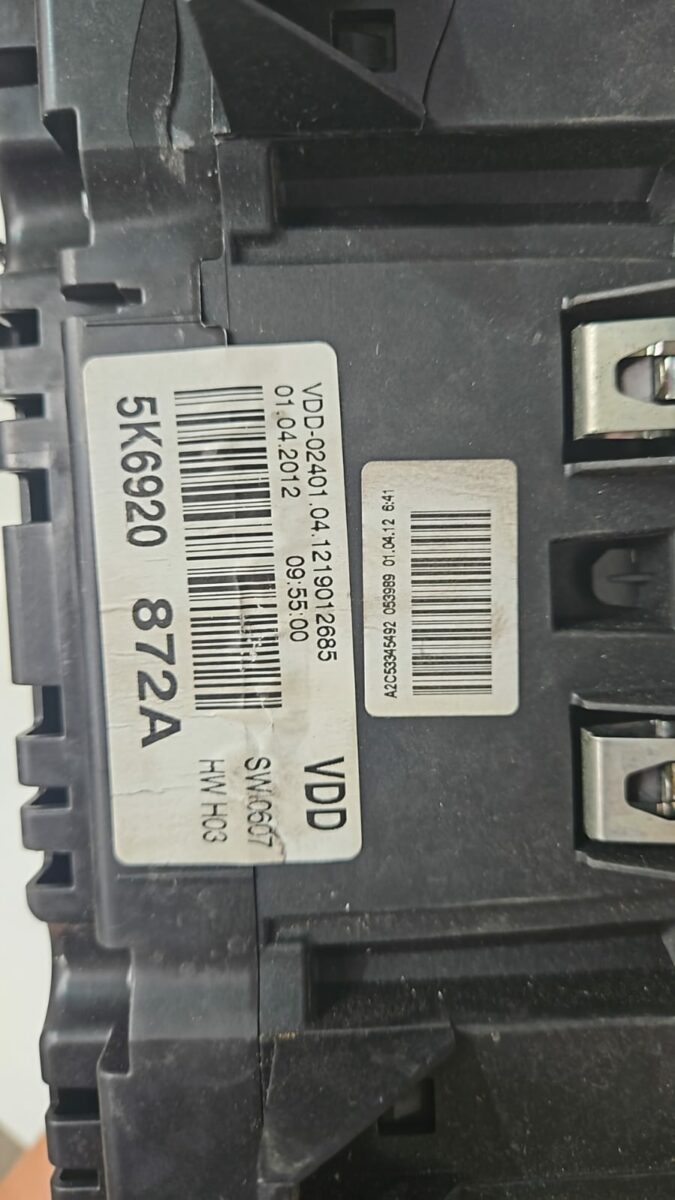 VDD-02401.04.1219012685
01.04.2012 09:55:00
VDD
SW 0607
HW H03
5K6920 872A
A2C53345492 053989 01.04.12 6:41